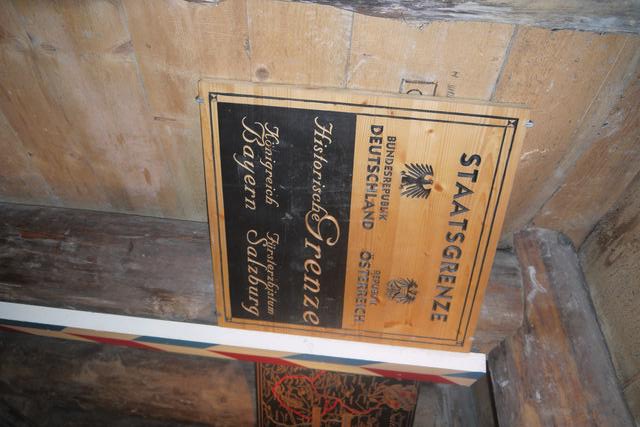 STAATSGRENZE
BUNDESREPUBLIK
DEUTSCHLAND
REPUBLIK
ÖSTERREICH
Historische Grenze
Königreich
Bayern
Fürsterzbistum
Salzburg